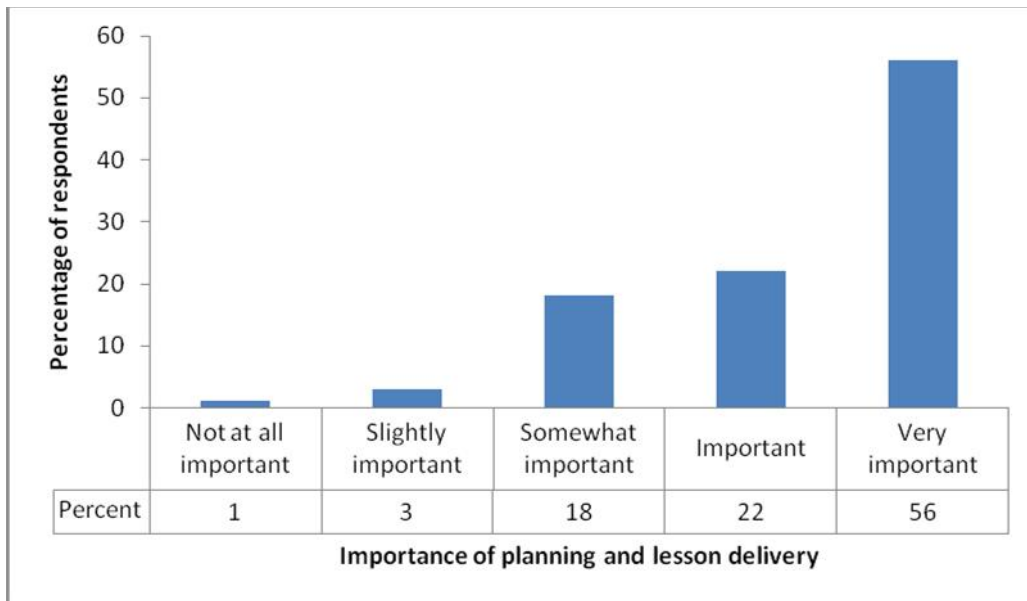 60
50
40
30
20
10
0
Percentage of respondents
Not at all
important
Slightly
important
Somewhat
important
Important
Very
important
Percent 1 3 18 22 56
Importance of planning and lesson delivery